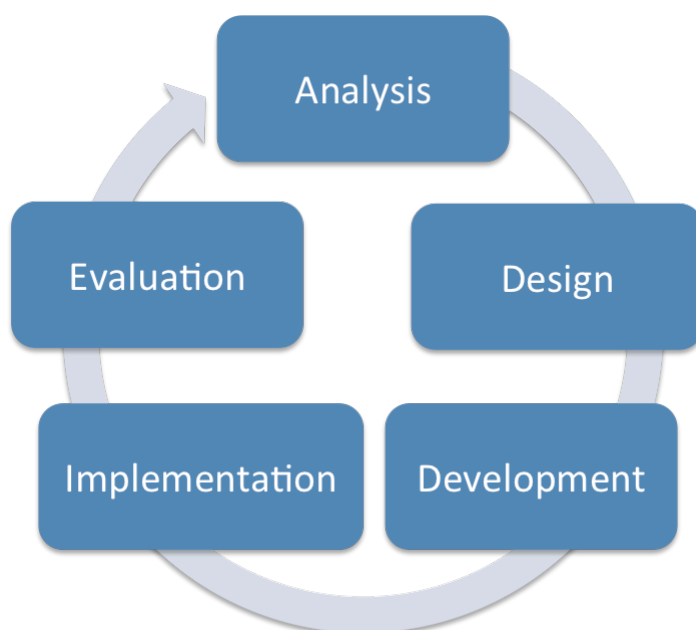 Analysis
Design
Development
Implementation
Evaluation